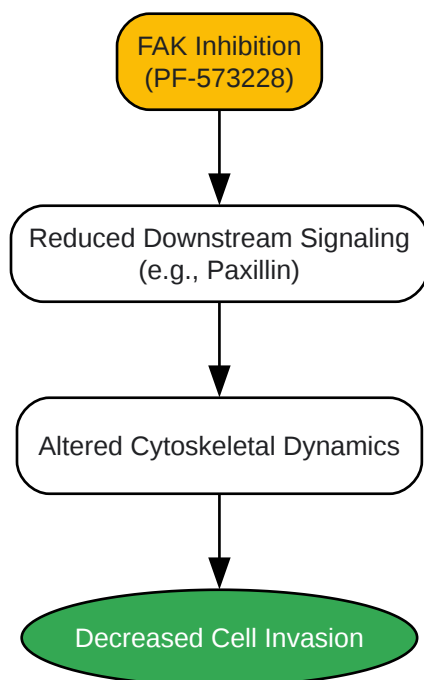 FAK Inhibition
(PF-573228)
Reduced Downstream Signaling
(e.g., Paxillin)
Altered Cytoskeletal Dynamics
Decreased Cell Invasion